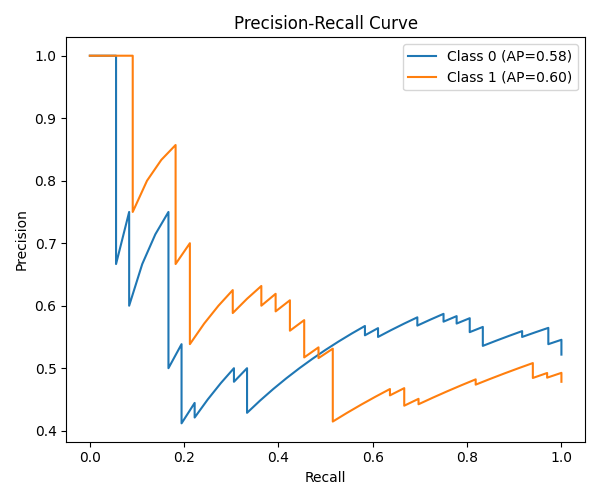 Precision-Recall Curve
Class 0 (AP=0.58)
Class 1 (AP=0.60)
Precision
1.0
0.9
0.8
0.7
0.6
0.5
0.4
0.0 0.2 0.4 0.6 0.8 1.0
Recall